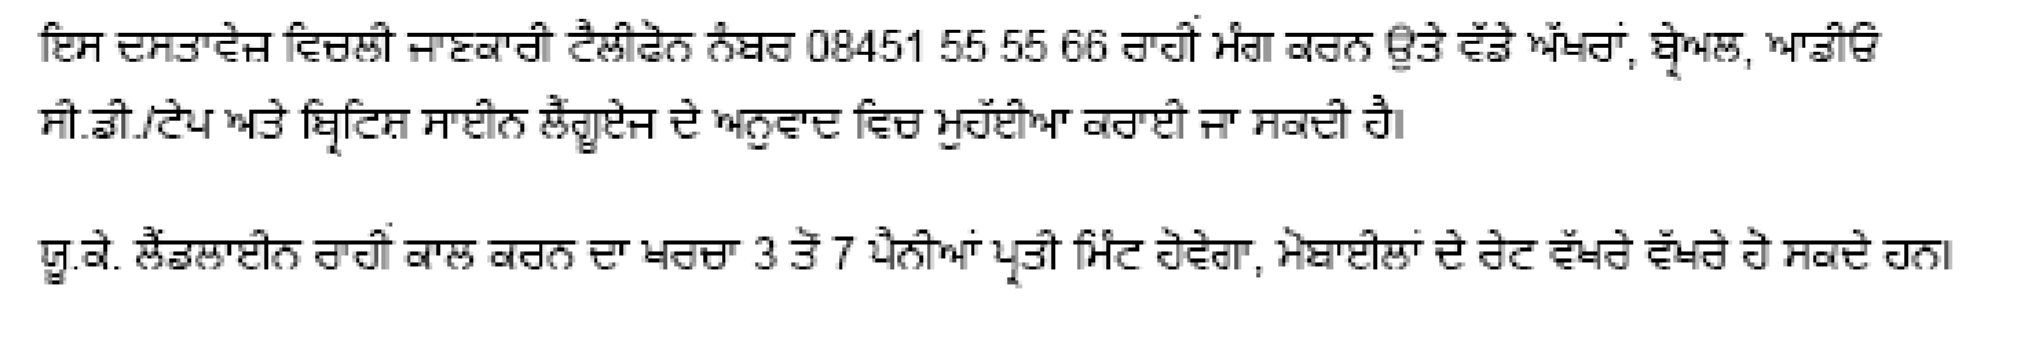 ਇਸ ਦਸਤਾਵੇਜ਼ ਵਿਚਲੀ ਜਾਣਕਾਰੀ ਟੈਲੀਫੋਨ ਨੰਬਰ 08451 55 55 66 ਰਾਹੀਂ ਮੰਗ ਕਰਨ ਉਤੇ ਵੱਡੇ ਅੱਖਰਾਂ, ਬ੍ਰੇਅਲ, ਆਡੀਓ
ਸੀ.ਡੀ./ਟੇਪ ਅਤੇ ਬ੍ਰਿਟਿਸ਼ ਸਾਈਨ ਲੈਂਗੂਏਜ ਦੇ ਅਨੁਵਾਦ ਵਿਚ ਮੁਹੱਈਆ ਕਰਾਈ ਜਾ ਸਕਦੀ ਹੈ।
ਯੂ.ਕੇ. ਲੈਂਡਲਾਈਨ ਰਾਹੀਂ ਕਾਲ ਕਰਨ ਦਾ ਖਰਚਾ 3 ਤੋਂ 7 ਪੈਨੀਆਂ ਪ੍ਰਤੀ ਮਿੰਟ ਹੋਵੇਗਾ, ਮੋਬਾਈਲਾਂ ਦੇ ਰੇਟ ਵੱਖਰੇ ਵੱਖਰੇ ਹੋ ਸਕਦੇ ਹਨ।